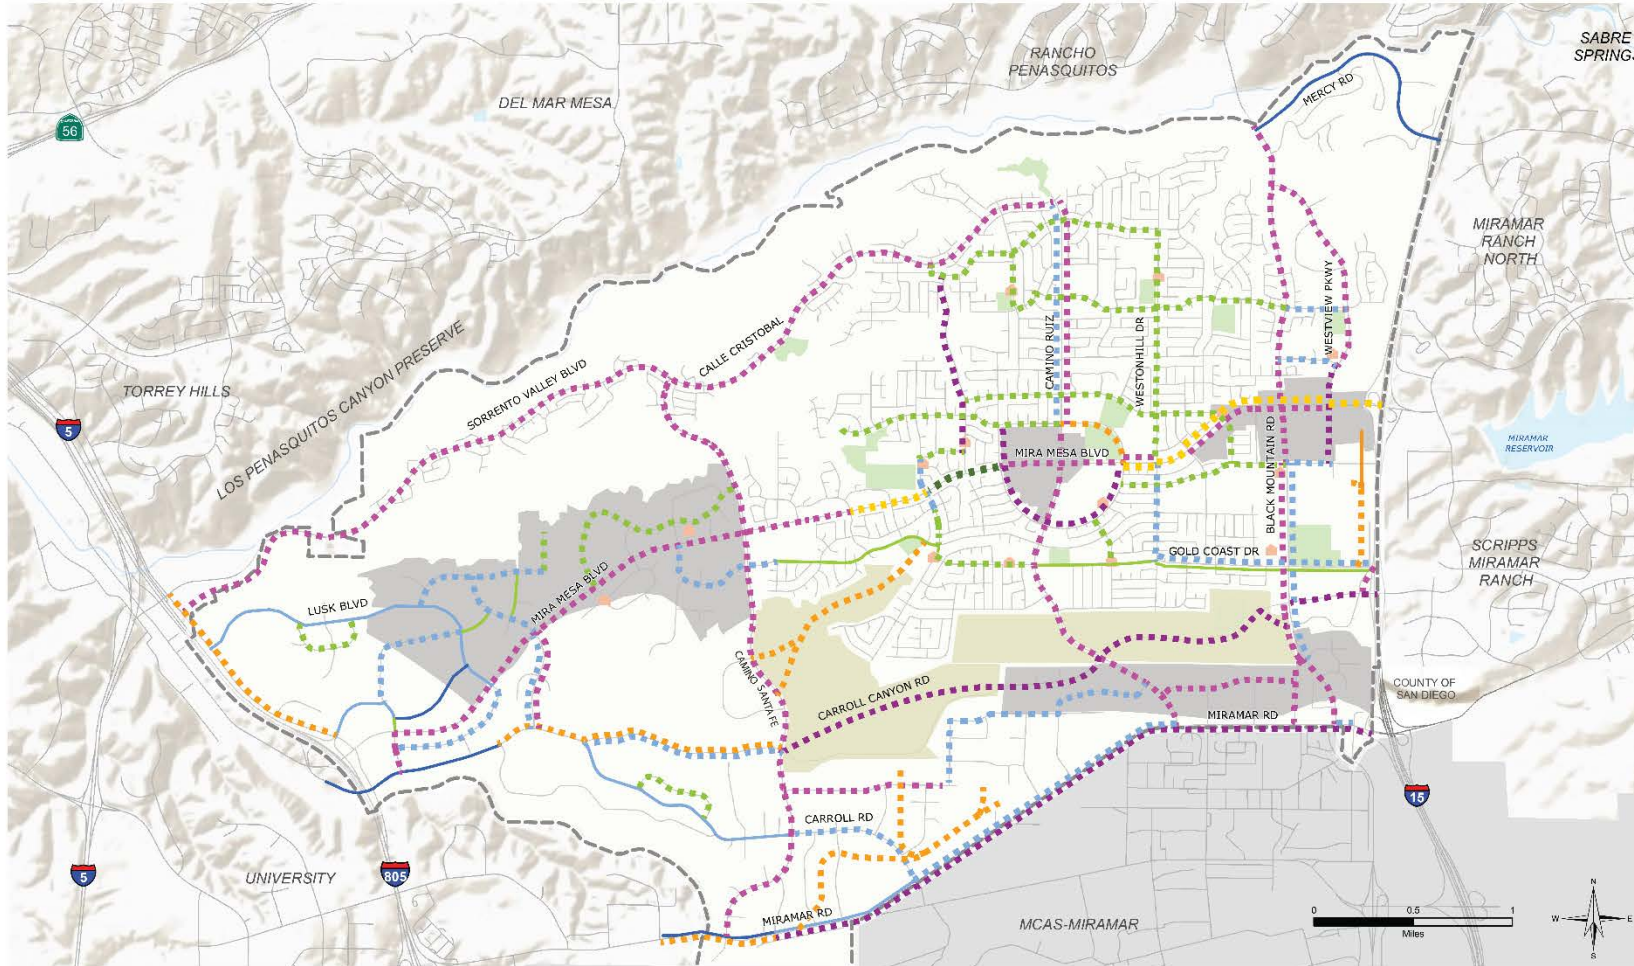 SABRE
SPRINGS
RANCHO
PENASQUITOS
MERCY RD
DEL MAR MESA
56
MIRAMAR
RANCH
NORTH
WESTVIEW PKWY
CAMINO RUIZ
WESTONHILL DR
CALLE CRISTOBAL
SORRENTO VALLEY BLVD
LOS PENASQUITOS CANYON PRESERVE
TORREY HILLS
5
MIRAMAR
RESERVOIR
BLACK MOUNTAIN RD
MIRA MESA BLVD
GOLD COAST DR
SCRIPPS
MIRAMAR
RANCH
LUSK BLVD
MIRA MESA BLVD
CAMINO SANTA FE
CARROLL CANYON RD
COUNTY OF
SAN DIEGO
MIRAMAR RD
15
CARROLL RD
5
805
UNIVERSITY
MIRAMAR RD
MCAS-MIRAMAR
0 0.5 1
Miles
N
W E
S